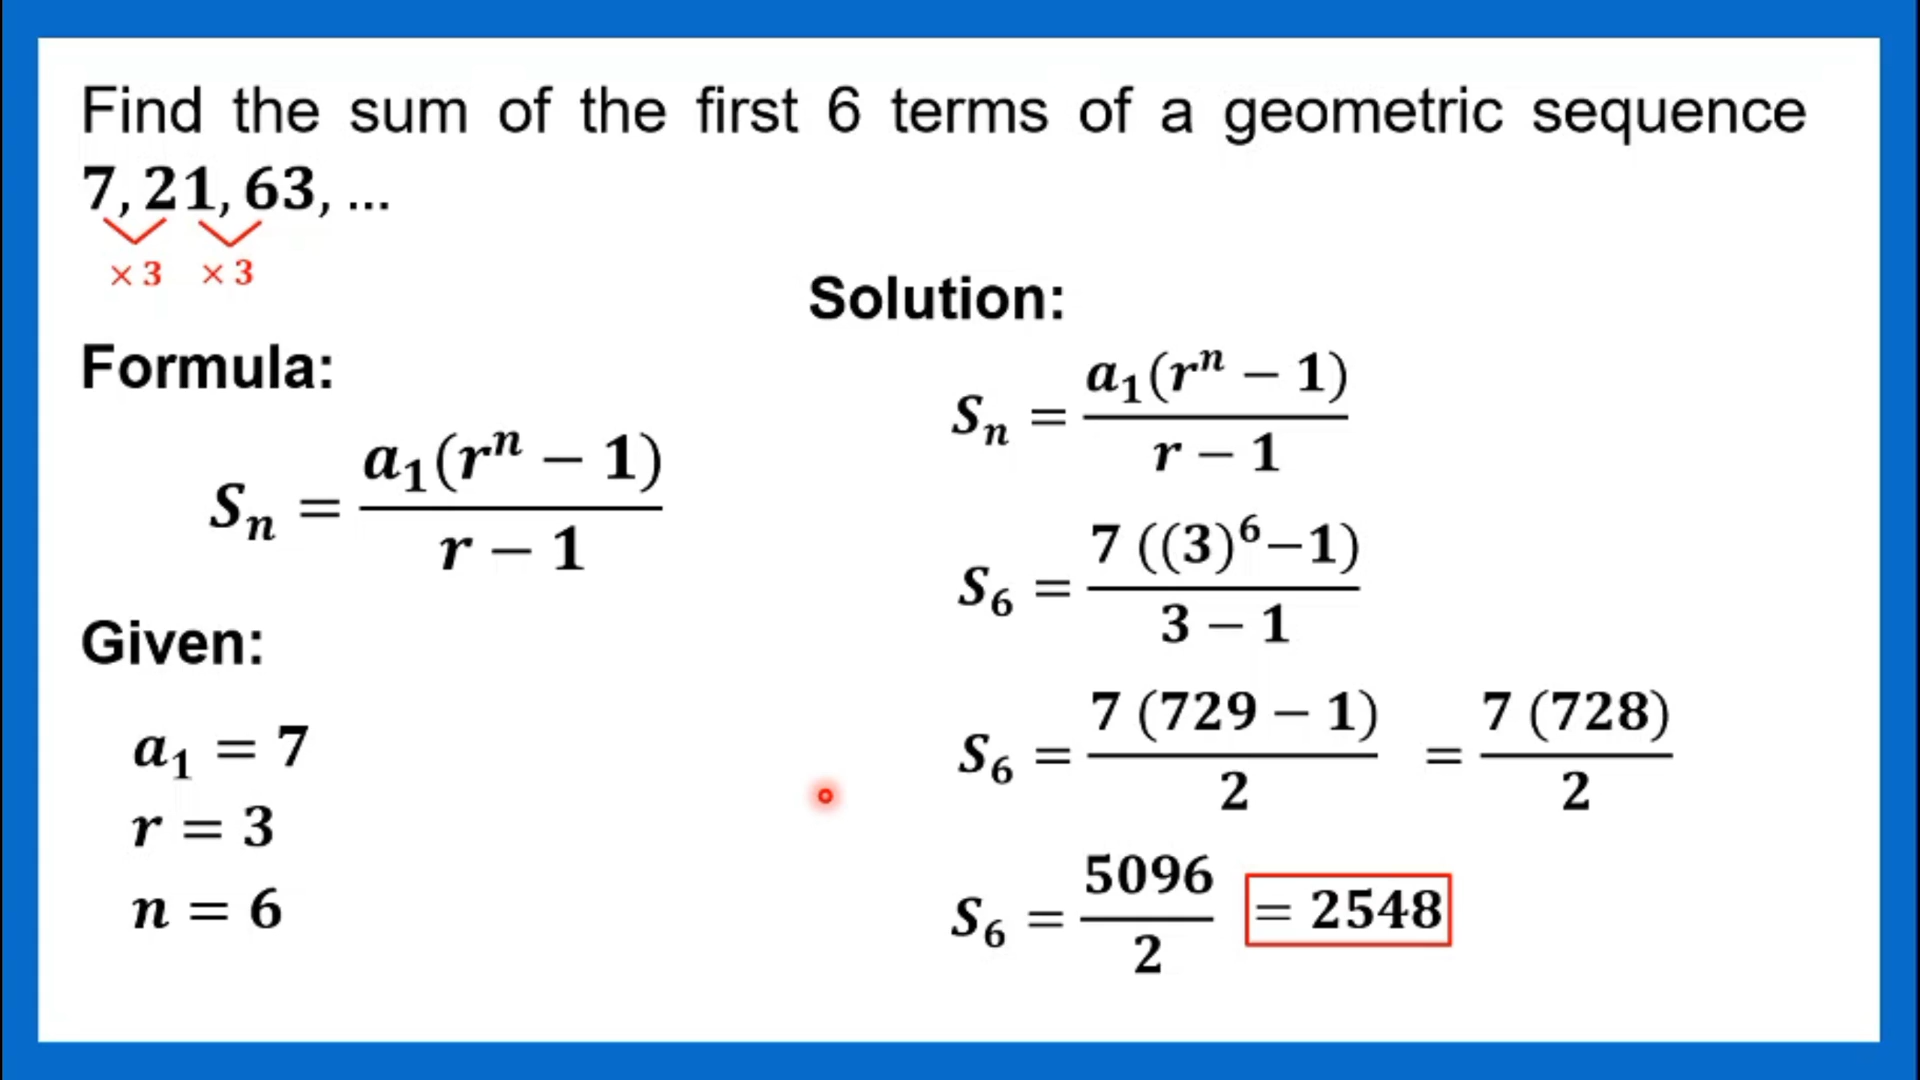 Find the sum of the first 6 terms of a geometric sequence
7, 21, 63, ...
× 3 × 3
Formula:
Sₙ = a₁(rⁿ − 1) / r − 1
Given:
a₁ = 7
r = 3
n = 6
Solution:
Sₙ = a₁(rⁿ − 1) / r − 1
S₆ = 7 ((3)⁶−1) / 3 − 1
S₆ = 7 (729 − 1) / 2 = 7 (728) / 2
S₆ = 5096 / 2 = 2548